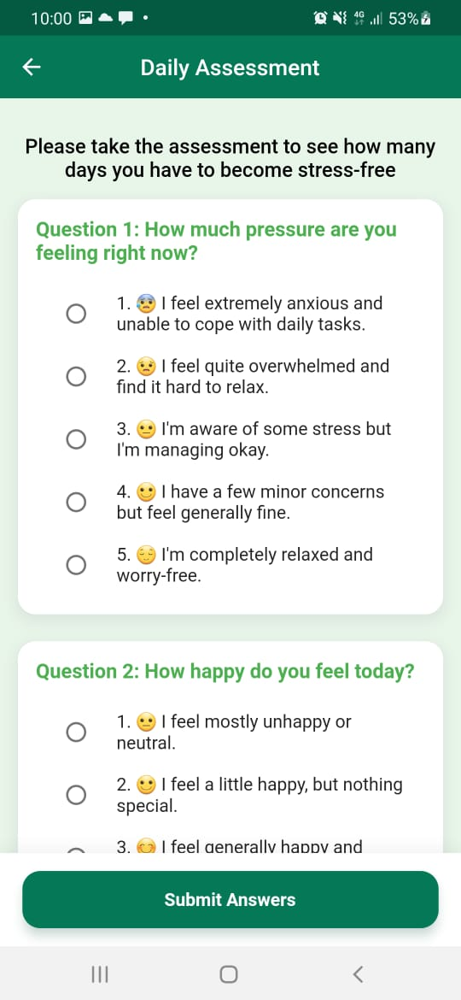 10:00
4G
53%
Daily Assessment
Please take the assessment to see how many
days you have to become stress-free
Question 1: How much pressure are you
feeling right now?
1. 😰 I feel extremely anxious and
unable to cope with daily tasks.
2. 😟 I feel quite overwhelmed and
find it hard to relax.
3. 😐 I'm aware of some stress but
I'm managing okay.
4. 🙂 I have a few minor concerns
but feel generally fine.
5. 😌 I'm completely relaxed and
worry-free.
Question 2: How happy do you feel today?
1. 😐 I feel mostly unhappy or
neutral.
2. 🙂 I feel a little happy, but nothing
special.
3. 😊 I feel generally happy and
Submit Answers